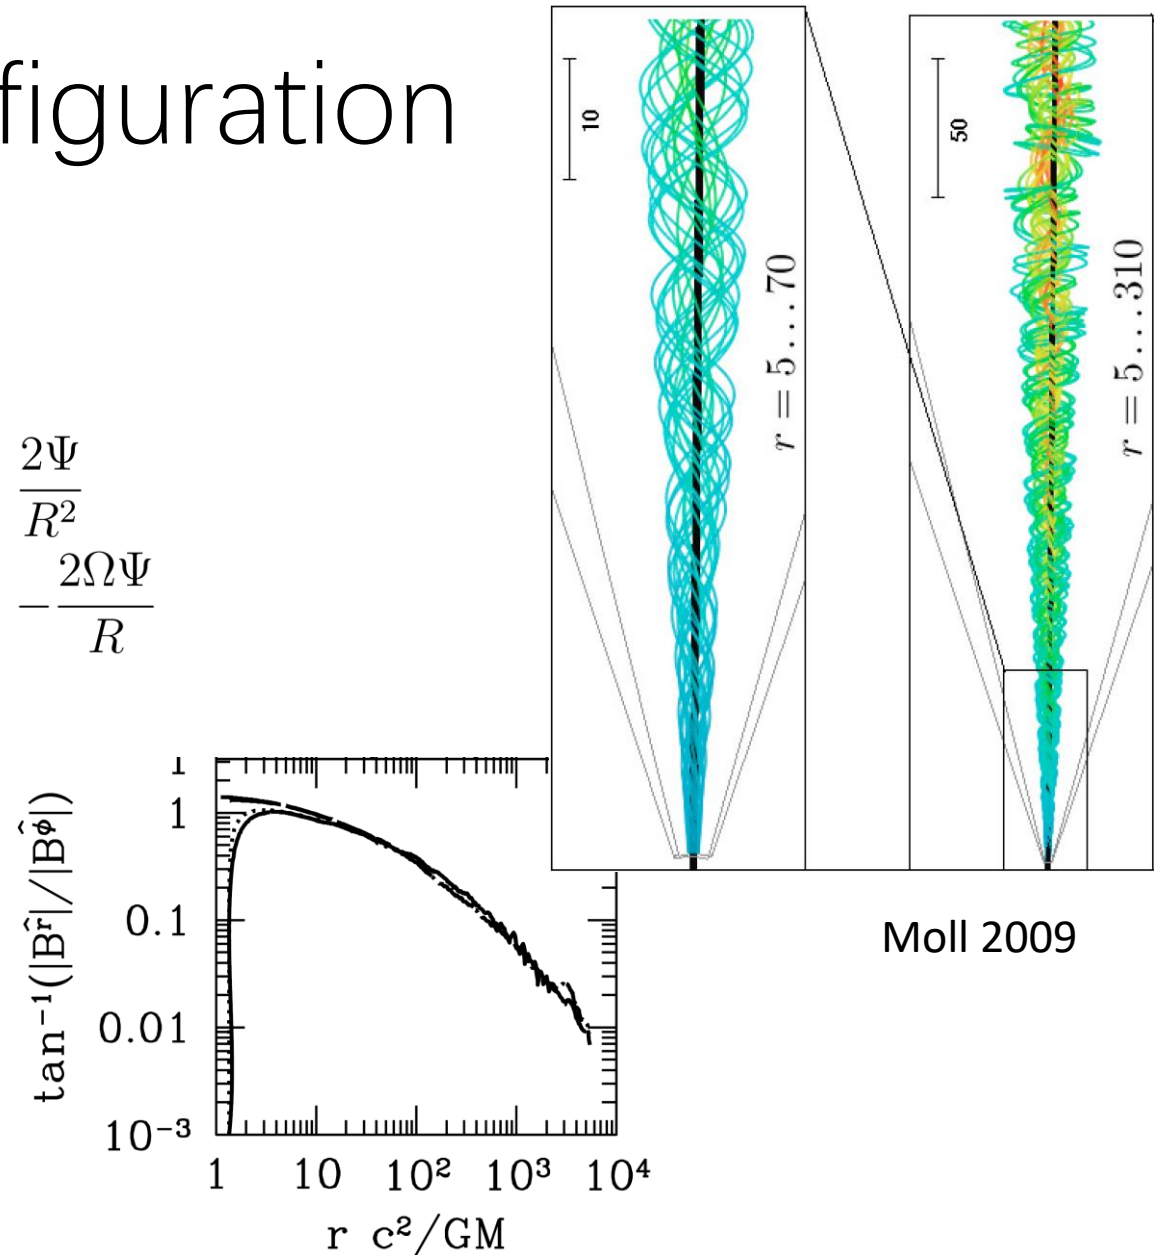 figuration
10
50
r = 5...70
r = 5...310
2Ψ
R²
− 2ΩΨ
R
Moll 2009
tan⁻¹(|B^r̂|/|B^ϕ̂|)
1
1
0.1
0.01
10⁻³
1 10 10² 10³ 10⁴
r c²/GM